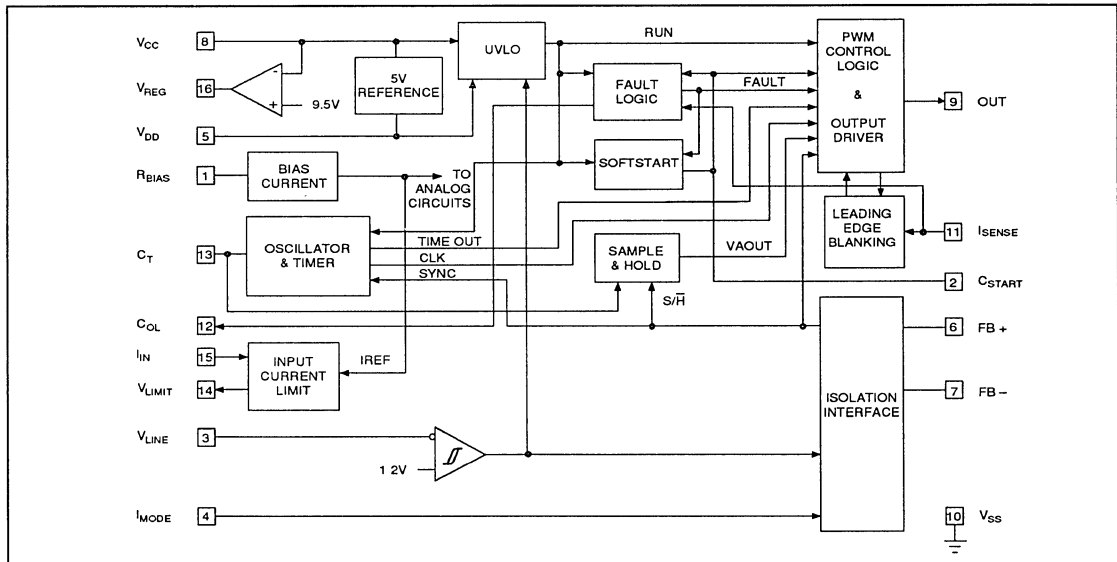 VCC 8
VREG 16
- +
9.5V
5V
REFERENCE
VDD 5
UVLO
RUN
FAULT
LOGIC
FAULT
SOFTSTART
PWM
CONTROL
LOGIC
&
OUTPUT
DRIVER
9 OUT
RBIAS 1
BIAS
CURRENT
TO
ANALOG
CIRCUITS
LEADING
EDGE
BLANKING
11 ISENSE
CT 13
OSCILLATOR
& TIMER
TIME OUT
CLK
SYNC
SAMPLE
& HOLD
VAOUT
S/H̅
2 CSTART
COL 12
6 FB +
IIN 15
VLIMIT 14
INPUT
CURRENT
LIMIT
IREF
7 FB –
ISOLATION
INTERFACE
VLINE 3
1 2V
IMODE 4
10 VSS